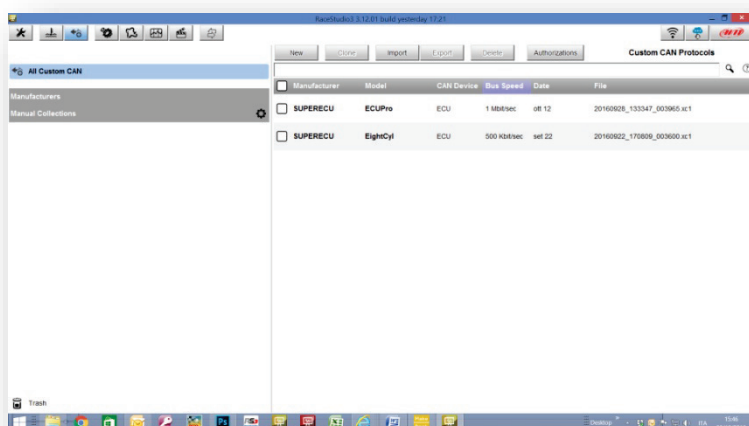 RaceStudio3 3.12.01 build yesterday 17:21
New Clone Import Export Delete Authorizations Custom CAN Protocols
All Custom CAN
Manufacturer Model CAN Device Bus Speed Date File
Manufacturers
Manual Collections
SUPERECU ECUPro ECU 1 Mbit/sec ott 12 20160928_133347_003965.xc1
SUPERECU EightCyl ECU 500 Kbit/sec set 22 20160922_170809_003600.xc1
Trash
Desktop ITA 15:46